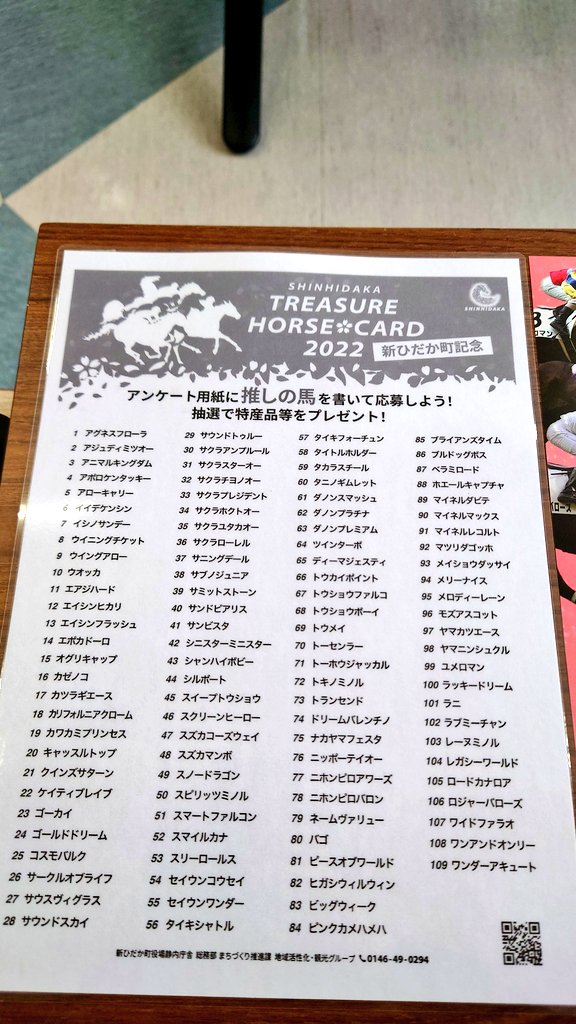 SHINHIDAKA
TREASURE
HORSE CARD
2022 新ひだか町記念
SHINHIDAKA
アンケート用紙に推しの馬を書いて応募しよう!
抽選で特産品等をプレゼント!
1 アグネスフローラ
2 アジュディミツオー
3 アニマルキングダム
4 アポロケンタッキー
5 アローキャリー
6 イイデケンシン
7 イシノサンデー
8 ウイニングチケット
9 ウイングアロー
10 ウオッカ
11 エアジハード
12 エイシンヒカリ
13 エイシンフラッシュ
14 エポカドーロ
15 オグリキャップ
16 カゼノコ
17 カツラギエース
18 カリフォルニアクローム
19 カワカミプリンセス
20 キャッスルトップ
21 クインズサターン
22 ケイティブレイブ
23 ゴーカイ
24 ゴールドドリーム
25 コスモバルク
26 サークルオブライフ
27 サウスヴィグラス
28 サウンドスカイ
29 サウンドトゥルー
30 サクラアンプルール
31 サクラスターオー
32 サクラチヨノオー
33 サクラプレジデント
34 サクラホクトオー
35 サクラユタカオー
36 サクラローレル
37 サニングデール
38 サブノジュニア
39 サミットストーン
40 サンドピアリス
41 サンビスタ
42 シニスターミニスター
43 シャンハイボビー
44 シルポート
45 スイープトウショウ
46 スクリーンヒーロー
47 スズカコーズウェイ
48 スズカマンボ
49 スノードラゴン
50 スピリッツミノル
51 スマートファルコン
52 スマイルカナ
53 スリーロールス
54 セイウンコウセイ
55 セイウンワンダー
56 タイキシャトル
57 タイキフォーチュン
58 タイトルホルダー
59 タカラスチール
60 タニノギムレット
61 ダノンスマッシュ
62 ダノンプラチナ
63 ダノンプレミアム
64 ツインターボ
65 ディーマジェスティ
66 トウカイポイント
67 トウショウファルコ
68 トウショウボーイ
69 トウメイ
70 トーセンラー
71 トーホウジャッカル
72 トキノミノル
73 トランセンド
74 ドリームバレンチノ
75 ナカヤマフェスタ
76 ニッポーテイオー
77 ニホンピロアワーズ
78 ニホンピロバロン
79 ネームヴァリュー
80 バゴ
81 ピースオブワールド
82 ヒガシウィルウィン
83 ビッグウィーク
84 ピンクカメハメハ
85 ブライアンズタイム
86 ブルドッグボス
87 ベラミロード
88 ホエールキャプチャ
89 マイネルダビテ
90 マイネルマックス
91 マイネルレコルト
92 マツリダゴッホ
93 メイショウダッサイ
94 メリーナイス
95 メロディーレーン
96 モズアスコット
97 ヤマカツエース
98 ヤマニンシュクル
99 ユメロマン
100 ラッキードリーム
101 ラニ
102 ラブミーチャン
103 レーヌミノル
104 レガシーワールド
105 ロードカナロア
106 ロジャーバローズ
107 ワイドファラオ
108 ワンアンドオンリー
109 ワンダーアキュート
新ひだか町役場静内庁舎 総務部 まちづくり推進課 地域活性化・観光グループ 0146-49-0294